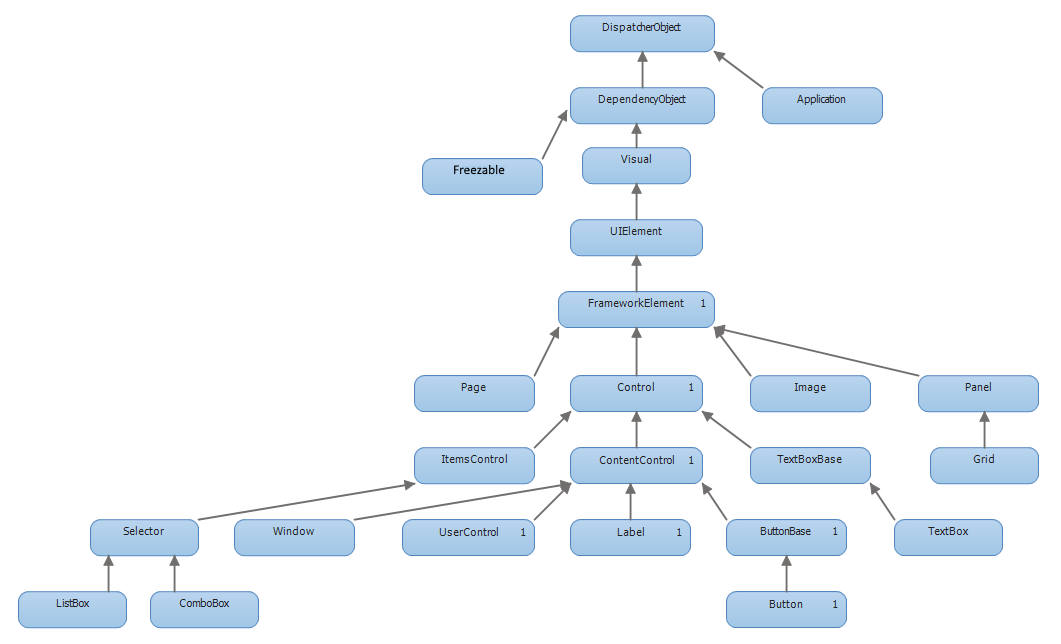 DispatcherObject
DependencyObject
Application
Visual
Freezable
UIElement
FrameworkElement 1
Page
Control 1
Image
Panel
ItemsControl
ContentControl 1
TextBoxBase
Grid
Selector
Window
UserControl 1
Label 1
ButtonBase 1
TextBox
ListBox
ComboBox
Button 1